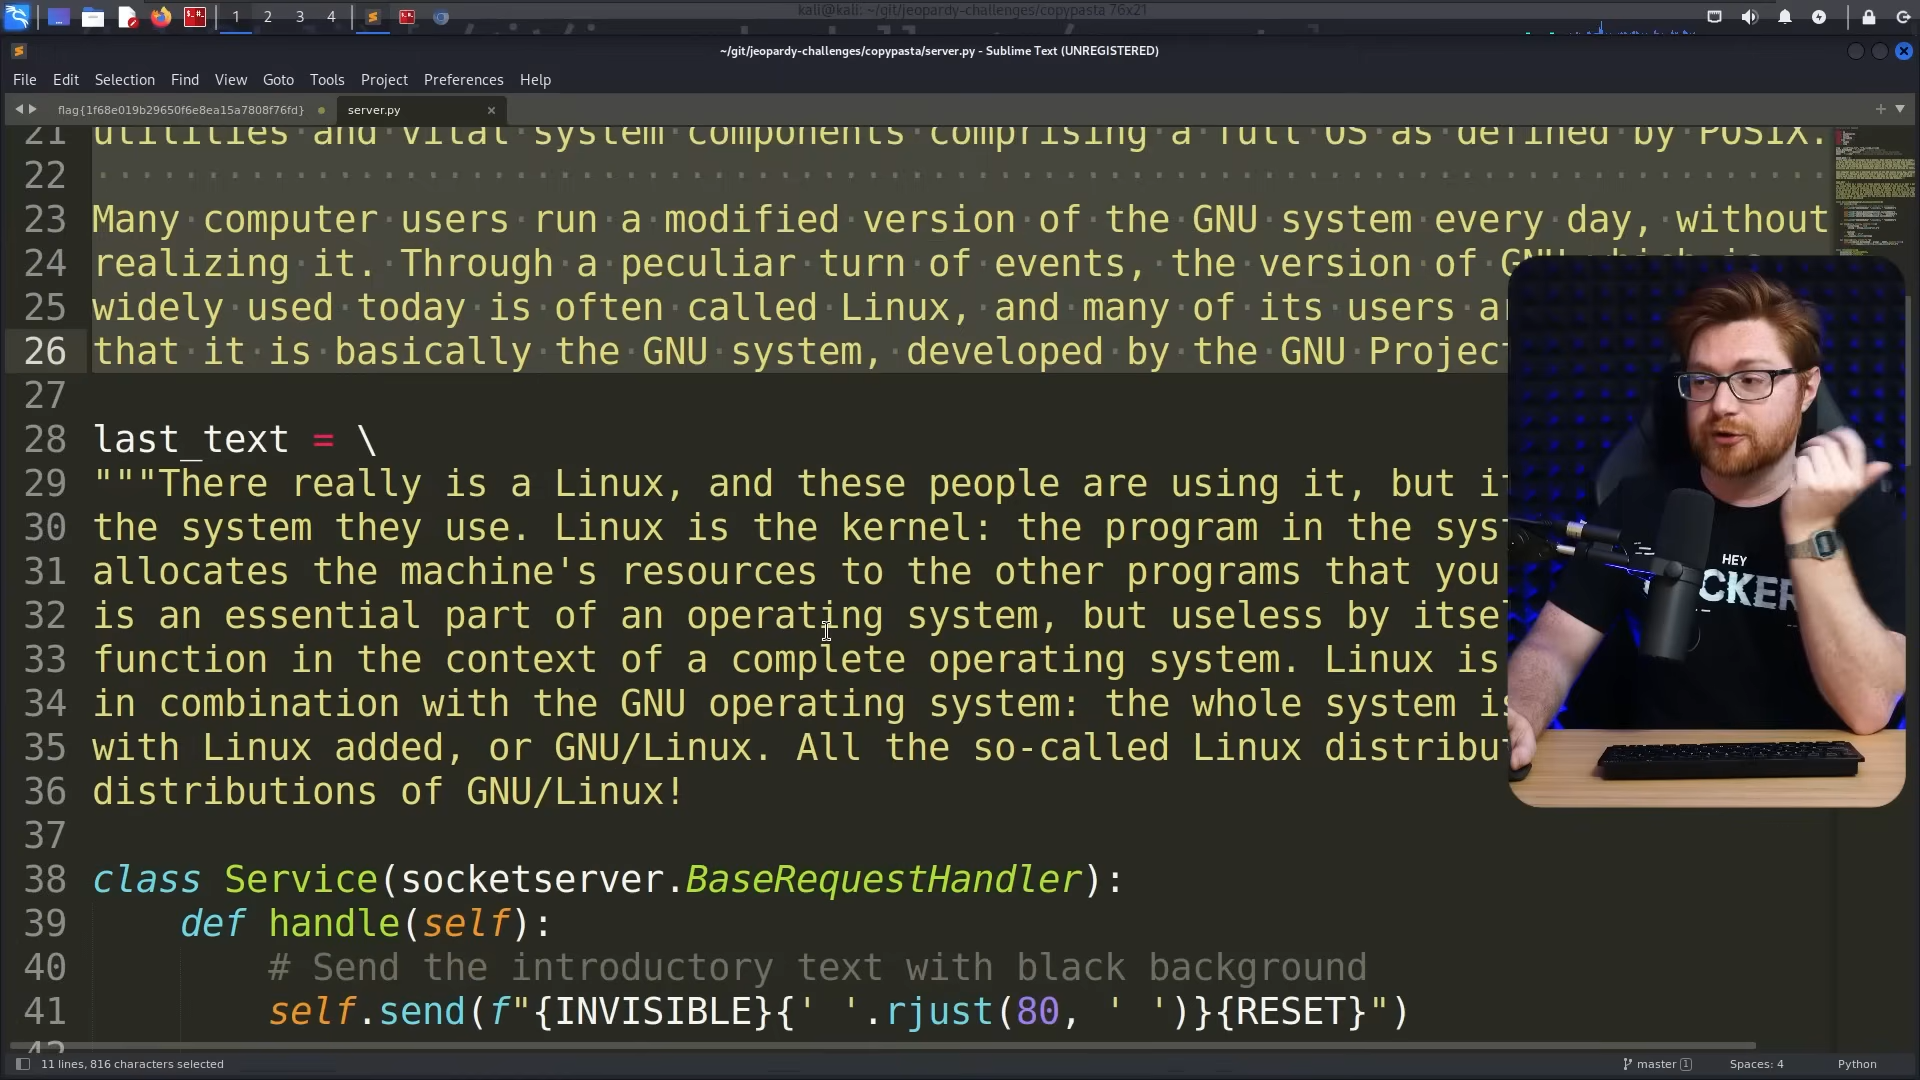 kali@kali: ~/git/jeopardy-challenges/copypasta 76x21
1 2 3 4
~/git/jeopardy-challenges/copypasta/server.py - Sublime Text (UNREGISTERED)
File Edit Selection Find View Goto Tools Project Preferences Help
flag{1f68e019b29650f6e8ea15a7808f76fd} server.py
21 utilities and vital system components comprising a full OS as defined by POSIX.
22
23 Many computer users run a modified version of the GNU system every day, without
24 realizing it. Through a peculiar turn of events, the version of GNU which is
25 widely used today is often called Linux, and many of its users
26 that it is basically the GNU system, developed by the GNU Project
27
28 last_text = \
29 """There really is a Linux, and these people are using it, but
30 the system they use. Linux is the kernel: the program in the
31 allocates the machine's resources to the other programs that you
32 is an essential part of an operating system, but useless by
33 function in the context of a complete operating system. Linux is
34 in combination with the GNU operating system: the whole system
35 with Linux added, or GNU/Linux. All the so-called Linux
36 distributions of GNU/Linux!
37
38 class Service(socketserver.BaseRequestHandler):
39 def handle(self):
40 # Send the introductory text with black background
41 self.send(f"{INVISIBLE}{' '.rjust(80, ' ')}{RESET}")
HEY
11 lines, 816 characters selected master 1 Spaces: 4 Python